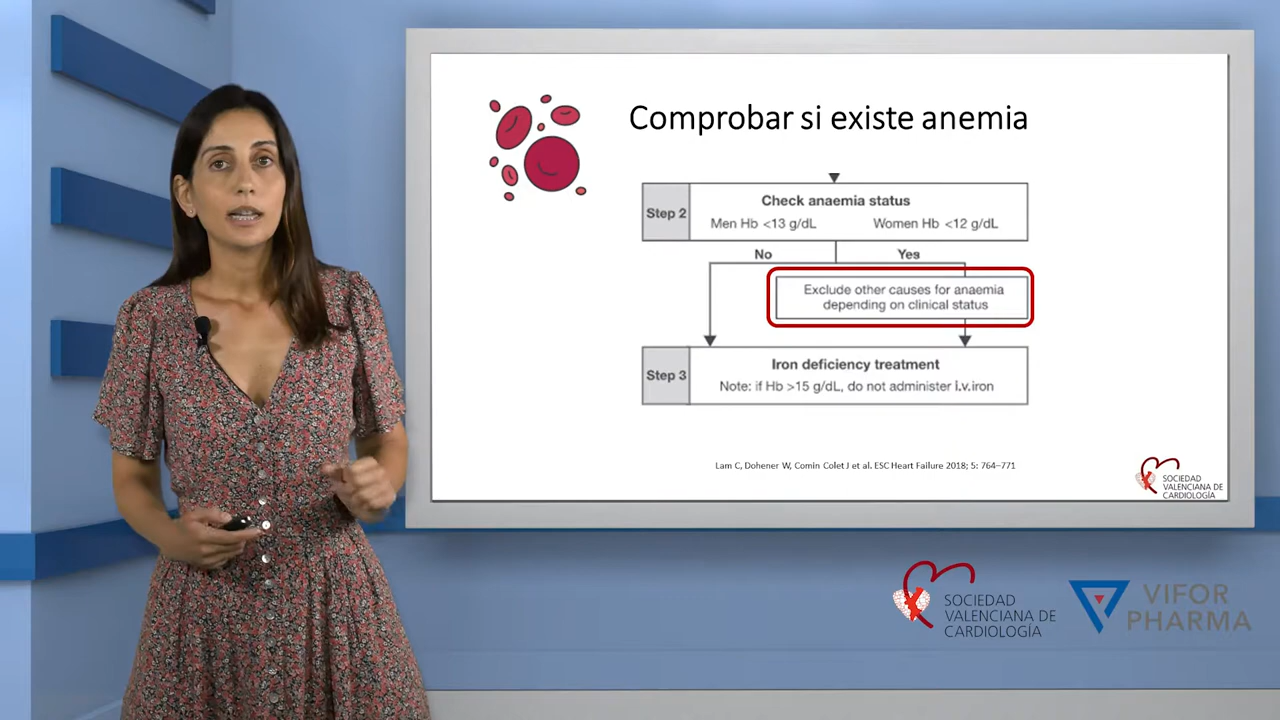 Comprobar si existe anemia
Step 2
Check anaemia status
Men Hb <13 g/dL Women Hb <12 g/dL
No Yes
Exclude other causes for anaemia
depending on clinical status
Step 3
Iron deficiency treatment
Note: if Hb >15 g/dL, do not administer i.v.iron
Lam C, Dohener W, Comin Colet J et al. ESC Heart Failure 2018; 5: 764–771
SOCIEDAD
VALENCIANA DE
CARDIOLOGÍA
SOCIEDAD
VALENCIANA DE
CARDIOLOGÍA
VIFOR
PHARMA